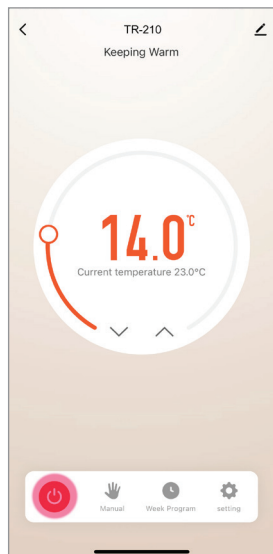 TR-210
Keeping Warm
14.0℃
Current temperature 23.0°C
Manual Week Program setting